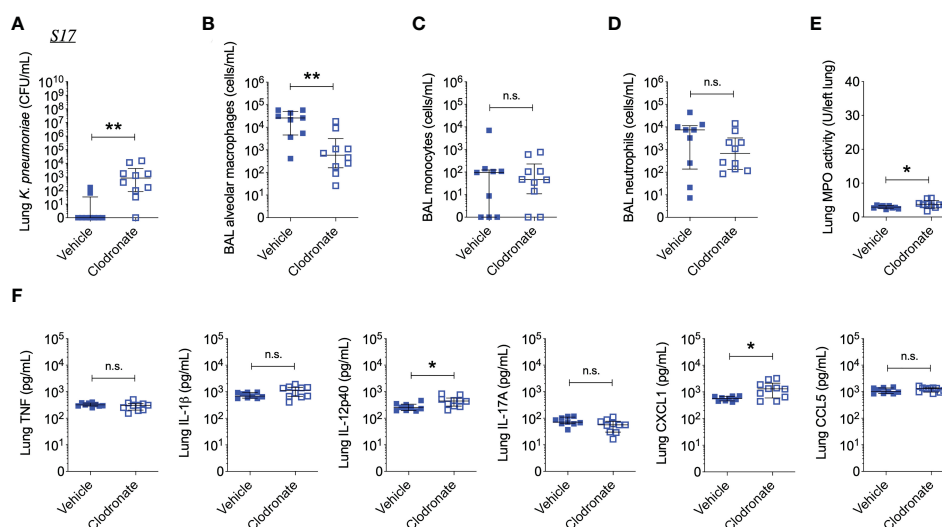 A
S17
Lung K. pneumoniae (CFU/mL)
10^10
10^9
10^8
10^7
10^6
10^5
10^4
10^3
10^2
10^1
0
**
Vehicle
Clodronate
B
BAL alveolar macrophages (cells/mL)
10^6
10^5
10^4
10^3
10^2
10^1
0
**
Vehicle
Clodronate
C
BAL monocytes (cells/mL)
10^6
10^5
10^4
10^3
10^2
10^1
0
n.s.
Vehicle
Clodronate
D
BAL neutrophils (cells/mL)
10^6
10^5
10^4
10^3
10^2
10^1
0
n.s.
Vehicle
Clodronate
E
Lung MPO activity (U/left lung)
40
20
10
5
0
*
Vehicle
Clodronate
F
Lung TNF (pg/mL)
10^5
10^4
10^3
10^2
10^1
0
n.s.
Vehicle
Clodronate
Lung IL-1β (pg/mL)
10^5
10^4
10^3
10^2
10^1
0
n.s.
Vehicle
Clodronate
Lung IL-12p40 (pg/mL)
10^5
10^4
10^3
10^2
10^1
0
*
Vehicle
Clodronate
Lung IL-17A (pg/mL)
10^5
10^4
10^3
10^2
10^1
0
n.s.
Vehicle
Clodronate
Lung CXCL1 (pg/mL)
10^5
10^4
10^3
10^2
10^1
0
*
Vehicle
Clodronate
Lung CCL5 (pg/mL)
10^5
10^4
10^3
10^2
10^1
0
n.s.
Vehicle
Clodronate